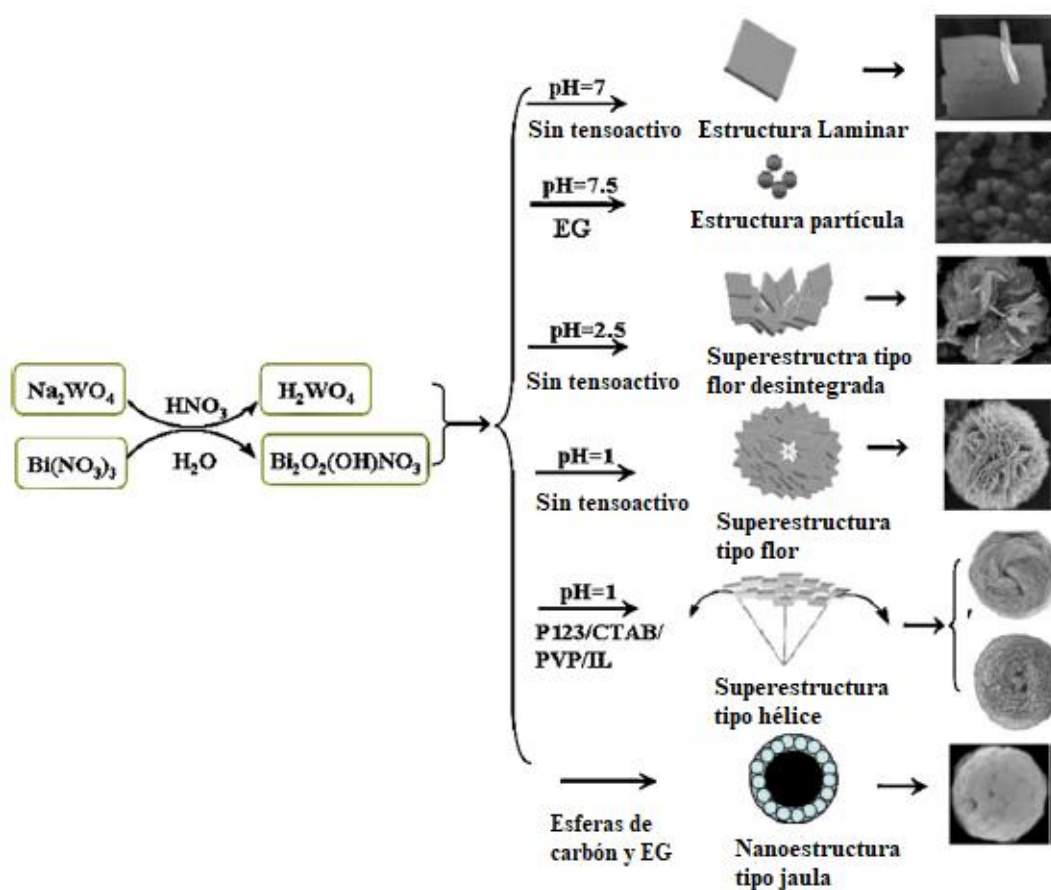 Na₂WO₄
HNO₃
H₂WO₄
Bi(NO₃)₃
H₂O
Bi₂O₂(OH)NO₃
pH=7
Sin tensoactivo
Estructura Laminar
pH=7.5
EG
Estructura partícula
pH=2.5
Sin tensoactivo
Superestructra tipo
flor desintegrada
pH=1
Sin tensoactivo
Superestructura
tipo flor
pH=1
P123/CTAB/
PVP/IL
Superestructura
tipo hélice
Esferas de
carbón y EG
Nanoestructura
tipo jaula